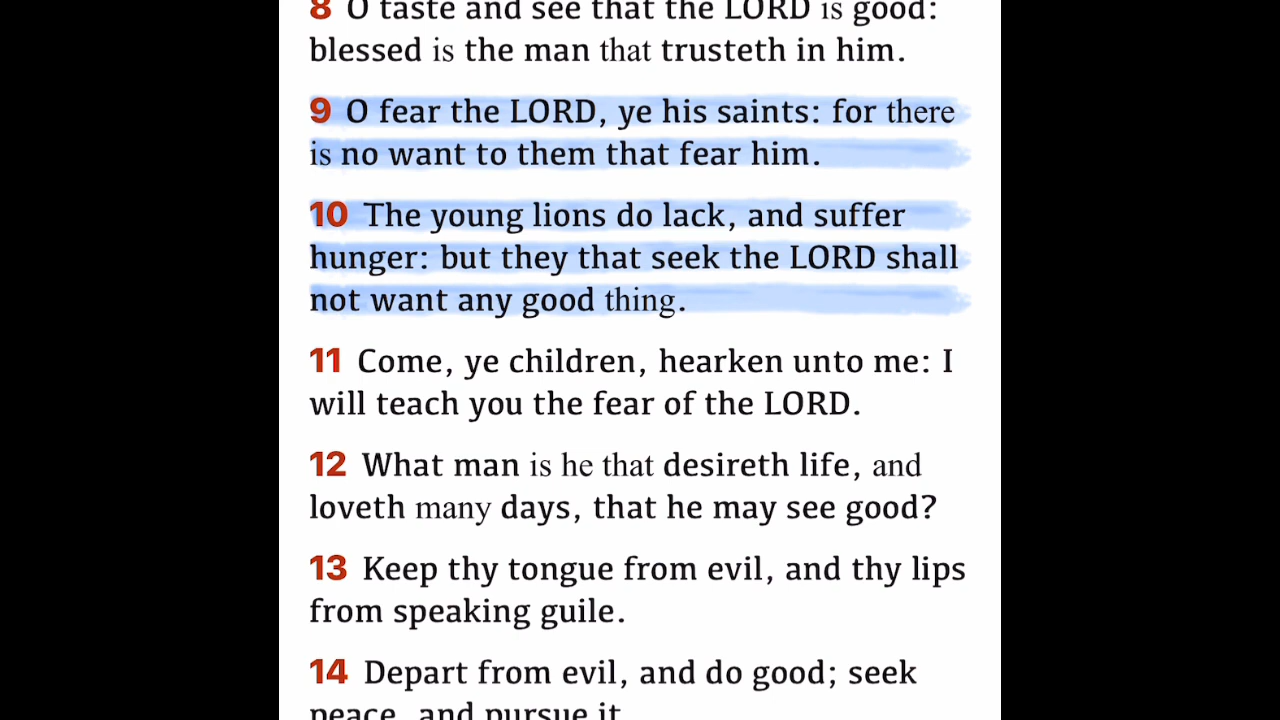 8 O taste and see that the LORD is good:
blessed is the man that trusteth in him.
9 O fear the LORD, ye his saints: for there
is no want to them that fear him.
10 The young lions do lack, and suffer
hunger: but they that seek the LORD shall
not want any good thing.
11 Come, ye children, hearken unto me: I
will teach you the fear of the LORD.
12 What man is he that desireth life, and
loveth many days, that he may see good?
13 Keep thy tongue from evil, and thy lips
from speaking guile.
14 Depart from evil, and do good; seek
peace, and pursue it